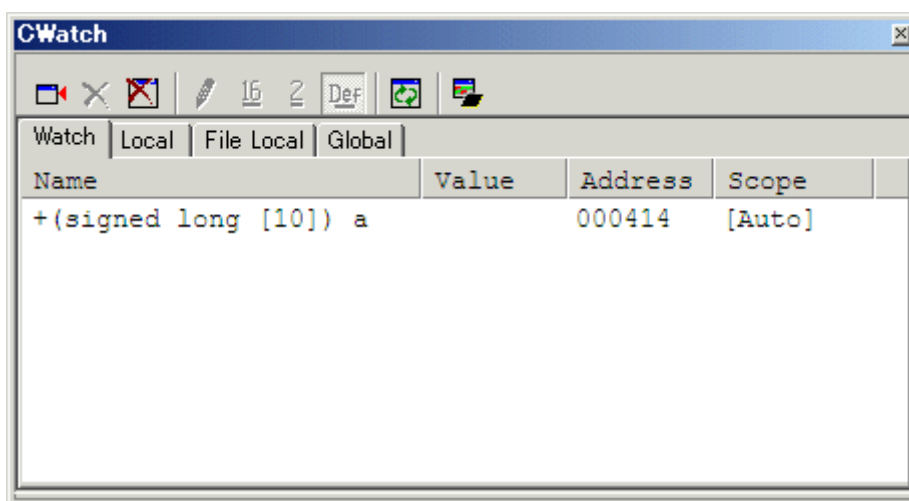 CWatch
16 2 Def
Watch Local File Local Global
Name Value Address Scope
+(signed long [10]) a 000414 [Auto]